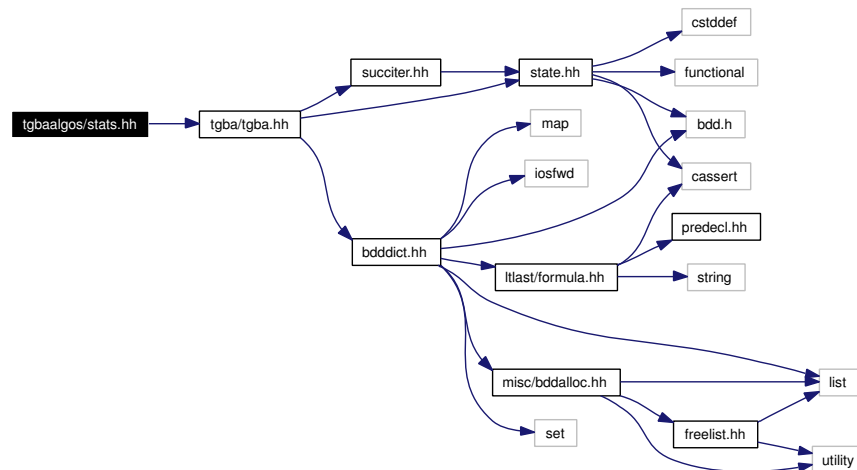 cstddef
succiter.hh
state.hh
functional
tgbaalgos/stats.hh
tgba/tgba.hh
map
bdd.h
iosfwd
cassert
predecl.hh
bdddict.hh
ltlast/formula.hh
string
misc/bddalloc.hh
list
set
freelist.hh
utility